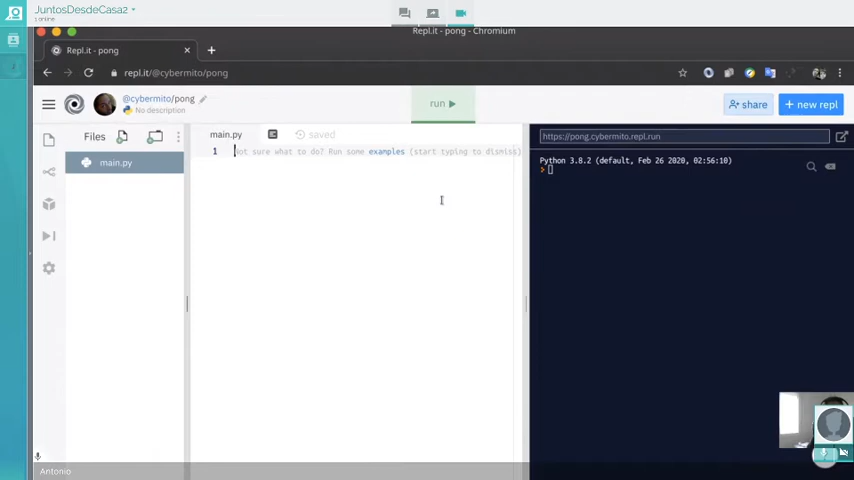 JuntosDesdeCasa2
1 online
Repl.it - pong - Chromium
Repl.it - pong
repl.it/@cybermito/pong
@cybermito/pong
No description
run
share
+ new repl
Files
main.py
saved
main.py
1
Not sure what to do? Run some examples (start typing to dismiss)
https://pong.cybermito.repl.run
Python 3.8.2 (default, Feb 26 2020, 02:56:10)
Antonio